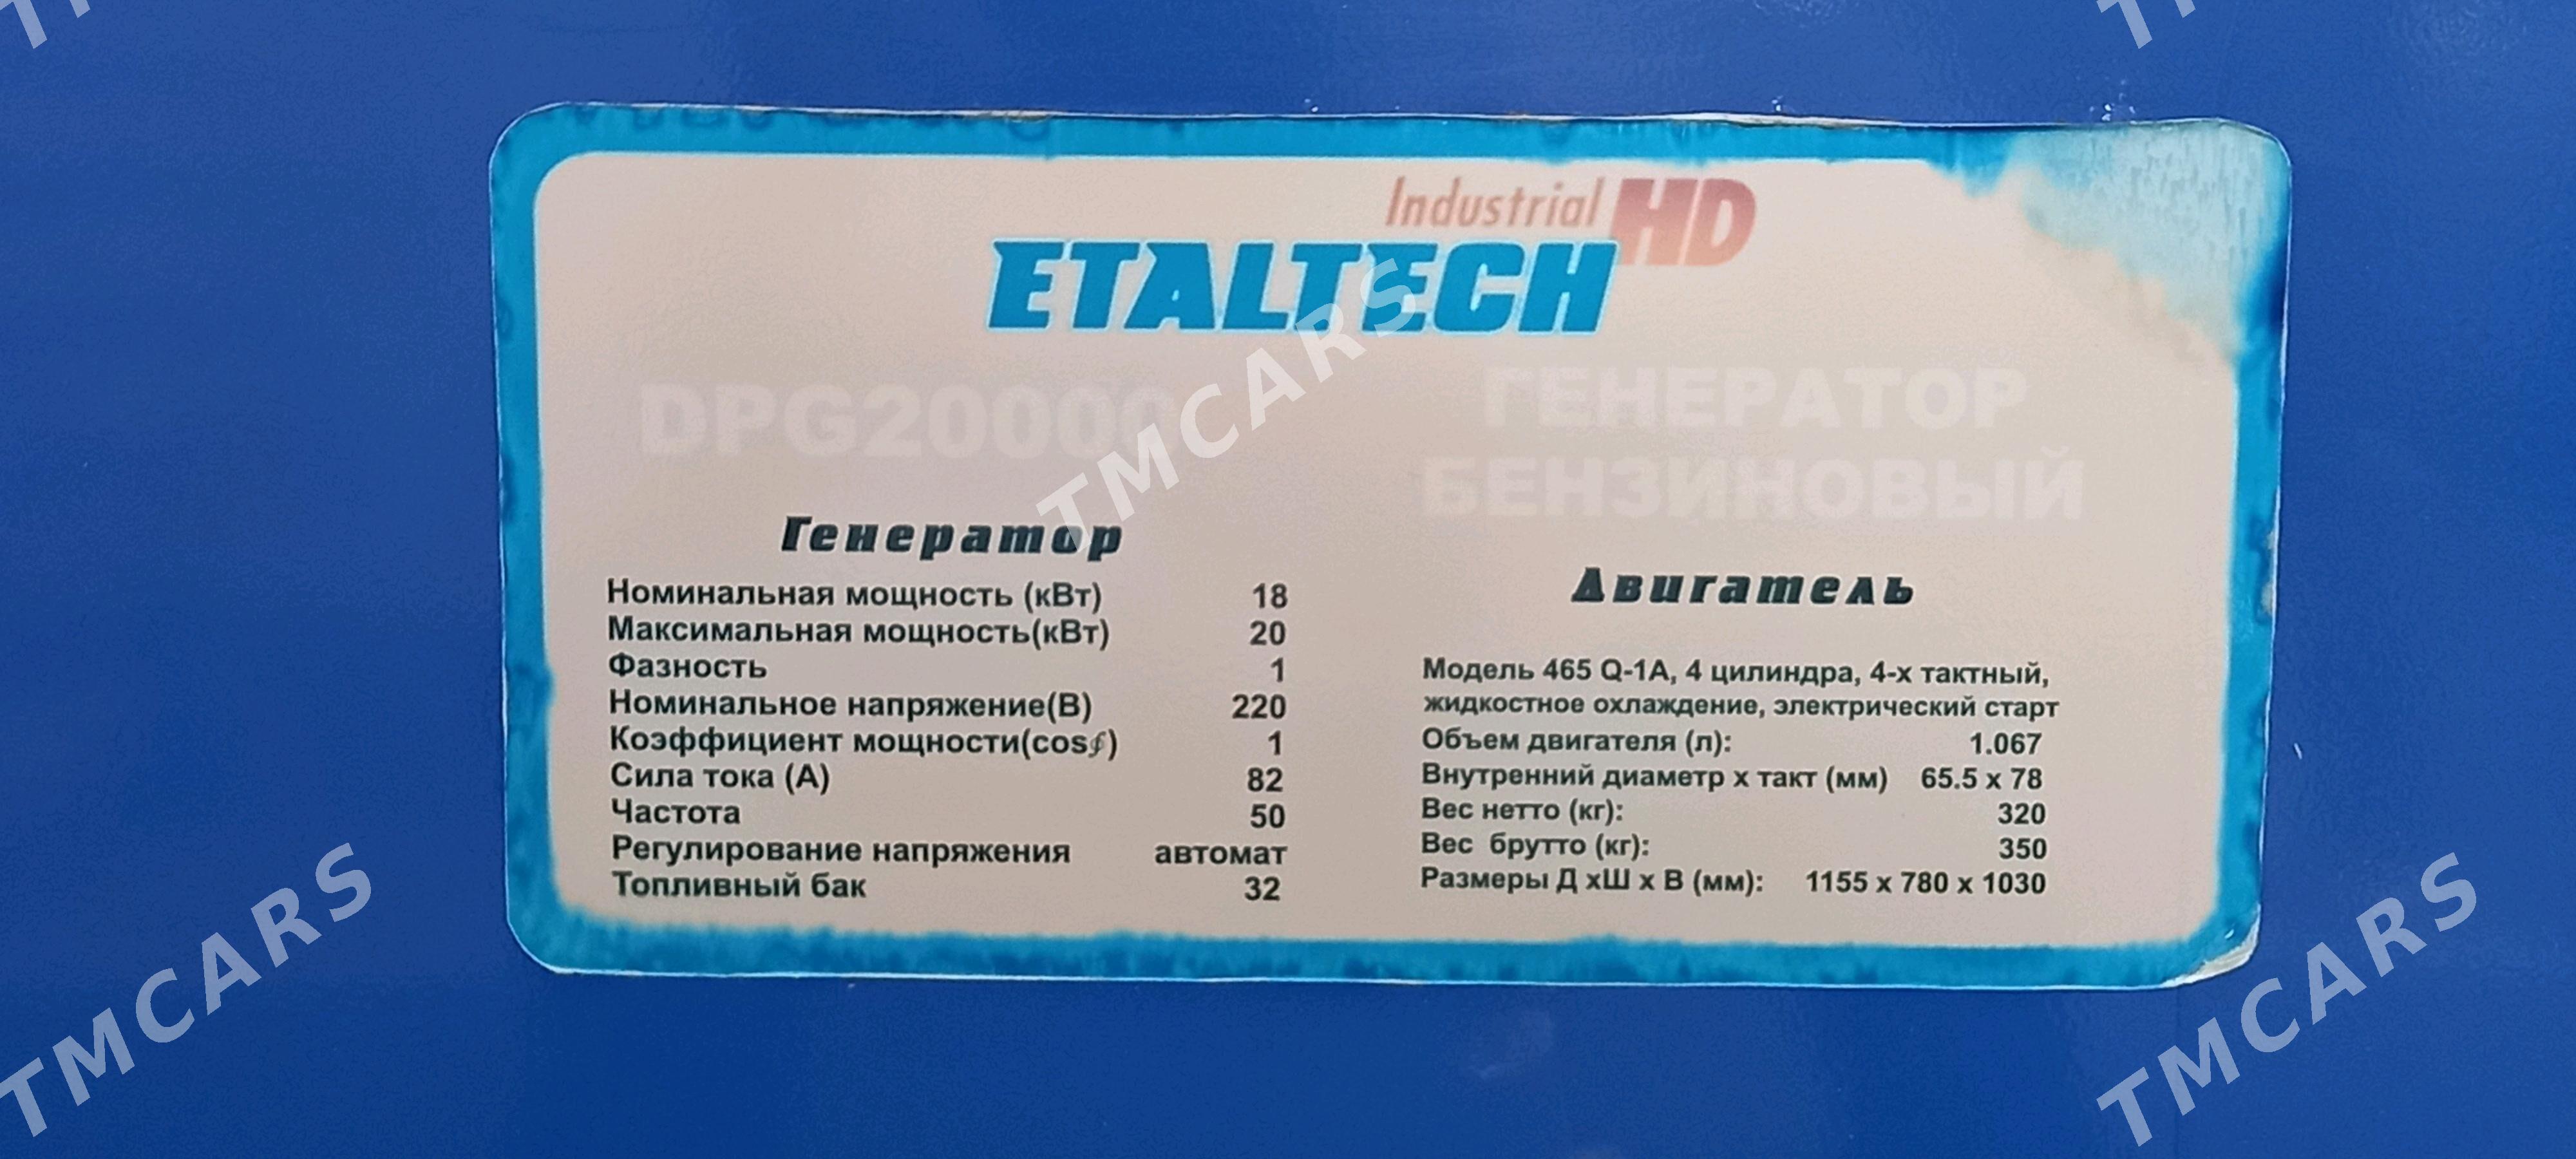 Industrial HD
ETALTECH
DPG20000
ГЕНЕРАТОР
БЕНЗИНОВЫЙ
Генератор
Номинальная мощность (кВт) 18
Максимальная мощность(кВт) 20
Фазность 1
Номинальное напряжение(В) 220
Коэффициент мощности(cos∮) 1
Сила тока (А) 82
Частота 50
Регулирование напряжения автомат
Топливный бак 32
Двигатель
Модель 465 Q-1A, 4 цилиндра, 4-х тактный,
жидкостное охлаждение, электрический старт
Объем двигателя (л): 1.067
Внутренний диаметр x такт (мм) 65.5 x 78
Вес нетто (кг): 320
Вес брутто (кг): 350
Размеры Д хШ х В (мм): 1155 x 780 x 1030
TMCARS
TMCARS
TMCARS